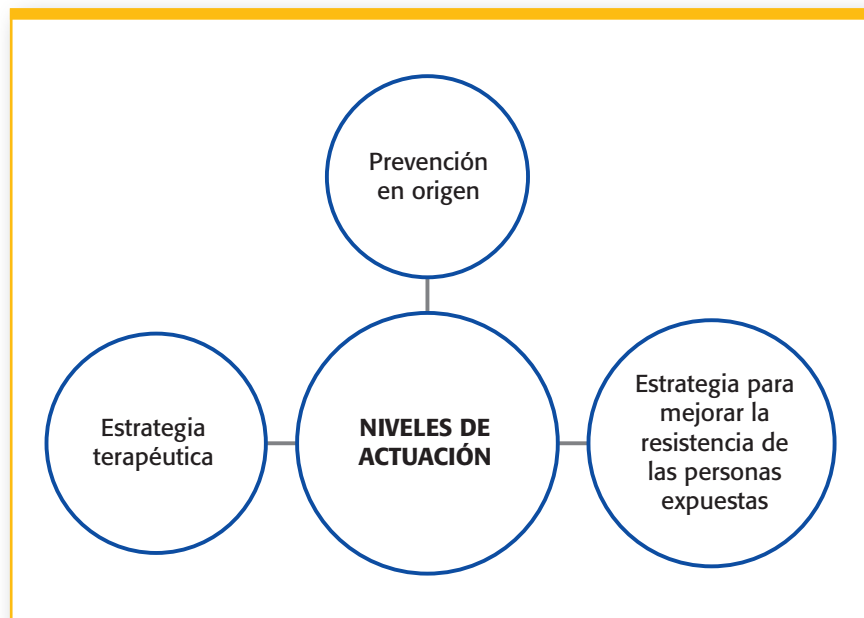 Prevención
en origen
Estrategia
terapéutica
NIVELES DE
ACTUACIÓN
Estrategia para
mejorar la
resistencia de
las personas
expuestas